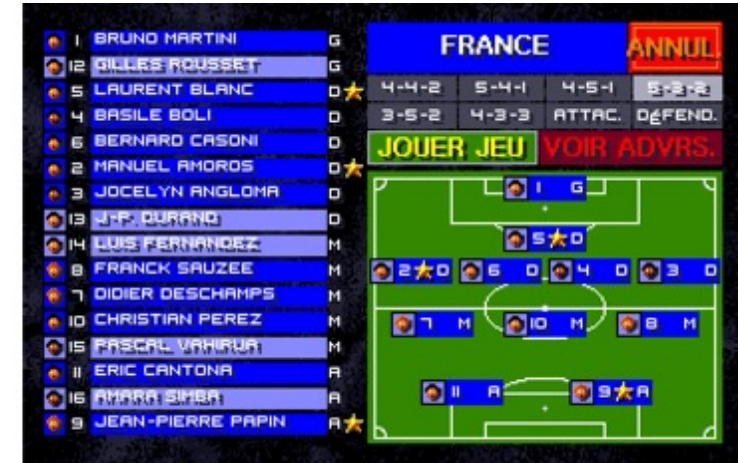 1 BRUNO MARTINI G
12 GILLES ROUSSET G
5 LAURENT BLANC D
4 BASILE BOLI D
6 BERNARD CASONI D
2 MANUEL AMOROS D
3 JOCELYN ANGLOMA D
13 J-P. DURAND D
14 LUIS FERNANDEZ M
8 FRANCK SAUZEE M
7 DIDIER DESCHAMPS M
10 CHRISTIAN PEREZ M
15 PASCAL VAHIRUA M
11 ERIC CANTONA A
16 AMARA SIMBA A
9 JEAN-PIERRE PAPIN A
FRANCE ANNUL.
4-4-2 5-4-1 4-5-1 5-3-2
3-5-2 4-3-3 ATTAC. DéFEND.
JOUER JEU VOIR ADVRS.
1 G
5 D
2 D 6 D 4 D 3 D
7 M 10 M 8 M
11 A 9 A